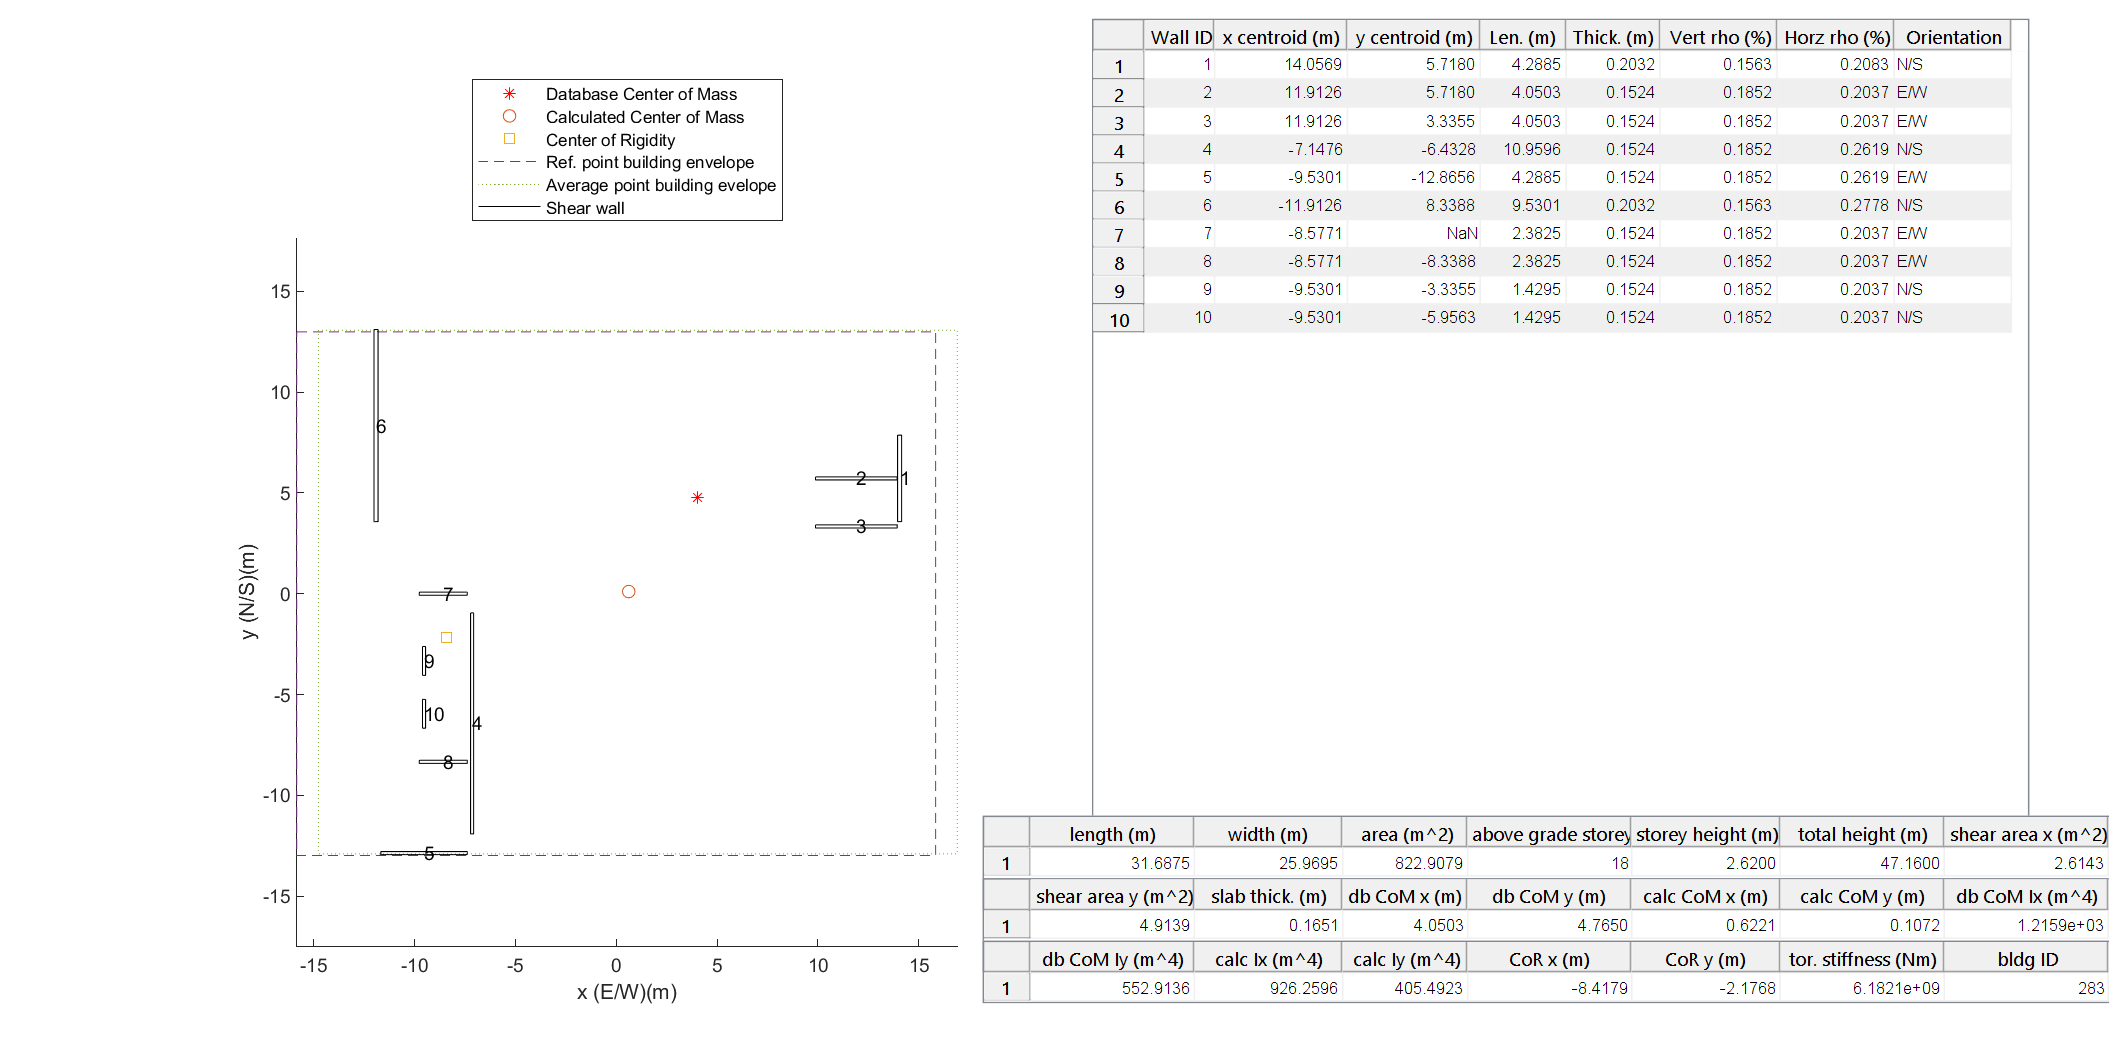 Database Center of Mass
Calculated Center of Mass
Center of Rigidity
Ref. point building envelope
Average point building evelope
Shear wall
15
10
5
0
-5
-10
-15
y (N/S)(m)
-15 -10 -5 0 5 10 15
x (E/W)(m)
6
2
1
3
7
9
10
4
8
5
Wall ID x centroid (m) y centroid (m) Len. (m) Thick. (m) Vert rho (%) Horz rho (%) Orientation
1 1 14.0569 5.7180 4.2885 0.2032 0.1563 0.2083 N/S
2 2 11.9126 5.7180 4.0503 0.1524 0.1852 0.2037 E/W
3 3 11.9126 3.3355 4.0503 0.1524 0.1852 0.2037 E/W
4 4 -7.1476 -6.4328 10.9596 0.1524 0.1852 0.2619 N/S
5 5 -9.5301 -12.8656 4.2885 0.1524 0.1852 0.2619 E/W
6 6 -11.9126 8.3388 9.5301 0.2032 0.1563 0.2778 N/S
7 7 -8.5771 NaN 2.3825 0.1524 0.1852 0.2037 E/W
8 8 -8.5771 -8.3388 2.3825 0.1524 0.1852 0.2037 E/W
9 9 -9.5301 -3.3355 1.4295 0.1524 0.1852 0.2037 N/S
10 10 -9.5301 -5.9563 1.4295 0.1524 0.1852 0.2037 N/S
length (m) width (m) area (m^2) above grade storey storey height (m) total height (m) shear area x (m^2)
1 31.6875 25.9695 822.9079 18 2.6200 47.1600 2.6143
shear area y (m^2) slab thick. (m) db CoM x (m) db CoM y (m) calc CoM x (m) calc CoM y (m) db CoM Ix (m^4)
1 4.9139 0.1651 4.0503 4.7650 0.6221 0.1072 1.2159e+03
db CoM Iy (m^4) calc Ix (m^4) calc Iy (m^4) CoR x (m) CoR y (m) tor. stiffness (Nm) bldg ID
1 552.9136 926.2596 405.4923 -8.4179 -2.1768 6.1821e+09 283